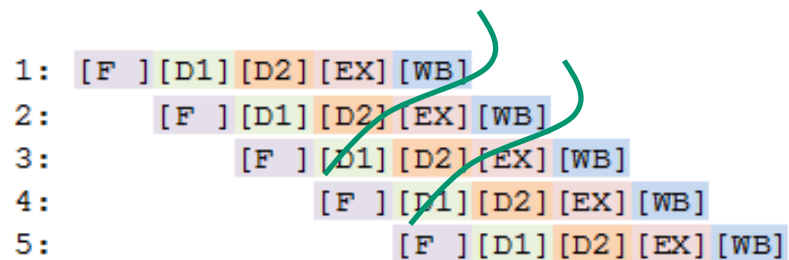 1: [F ][D1][D2][EX][WB]
2: [F ][D1][D2][EX][WB]
3: [F ][D1][D2][EX][WB]
4: [F ][D1][D2][EX][WB]
5: [F ][D1][D2][EX][WB]